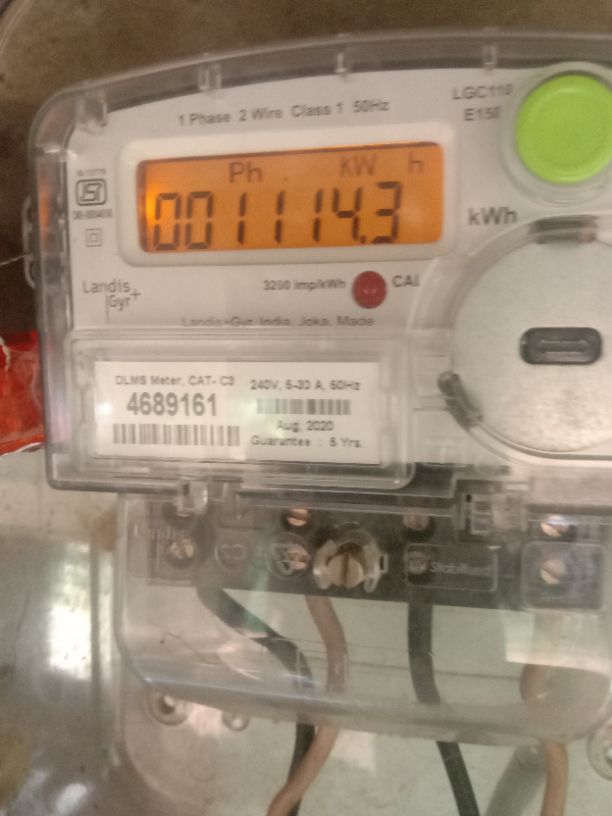 LGC110
E150
1 Phase 2 Wire Class 1 50Hz
Ph KW h
001114.3
kWh
ISI
3200 imp/kWh CAL
Landis
Gyr+
Landis+Gyr, India, Joka, Made
DLMS Meter, CAT- C3
4689161
240V, 5-30 A, 50Hz
Aug, 2020
Guarantee : 5 Yrs.
Stabilised